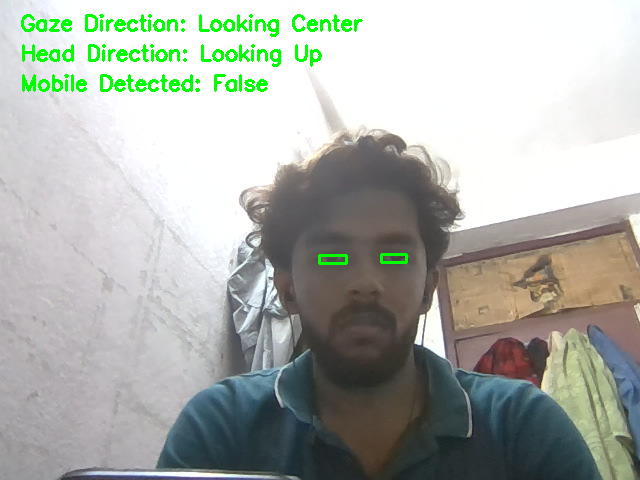 Gaze Direction: Looking Center
Head Direction: Looking Up
Mobile Detected: False